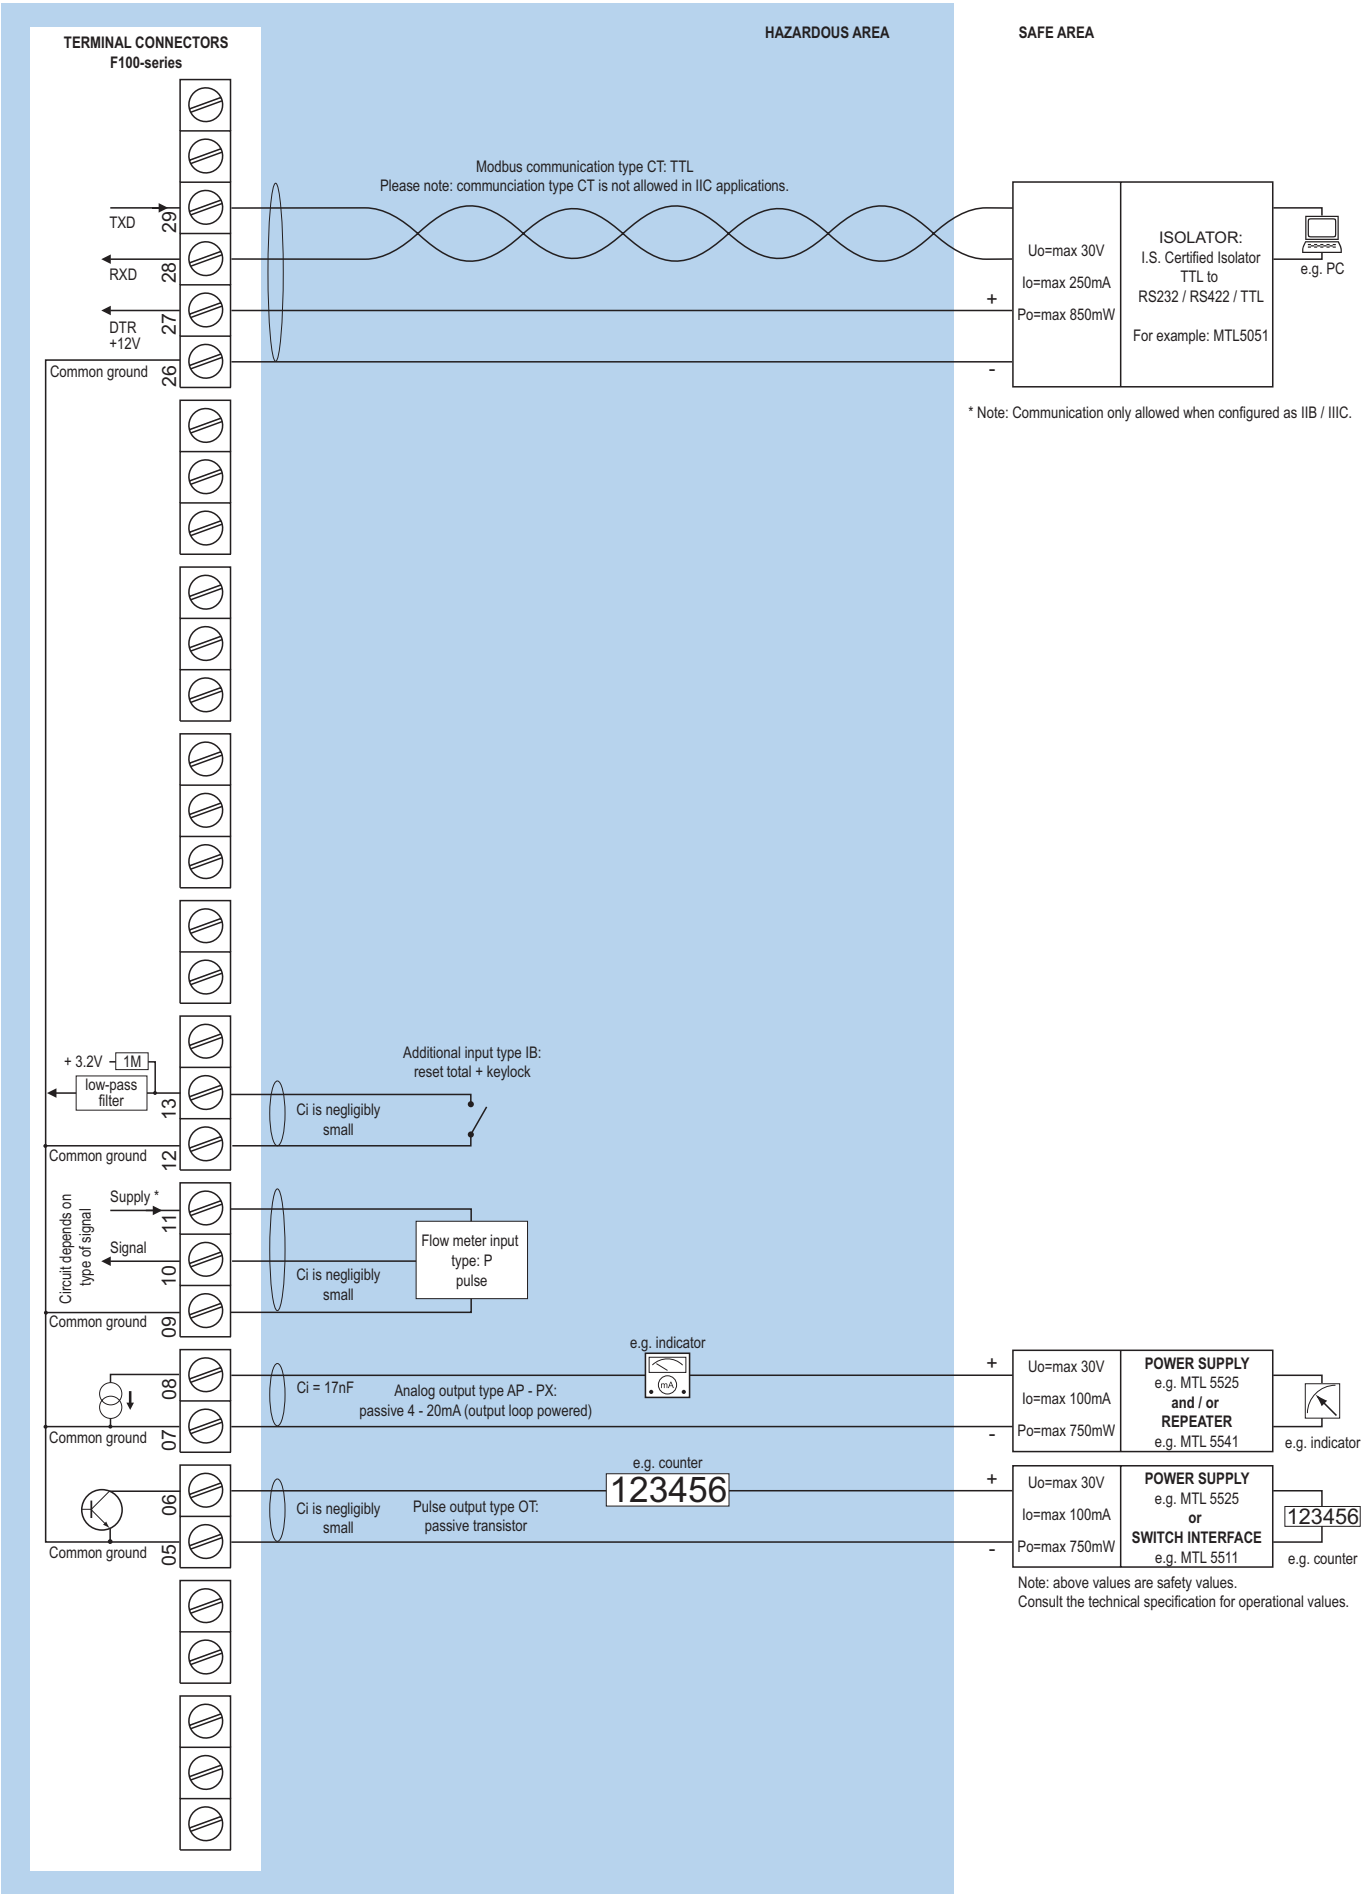 HAZARDOUS AREA
SAFE AREA
TERMINAL CONNECTORS
F100-series
Modbus communication type CT: TTL
Please note: communciation type CT is not allowed in IIC applications.
TXD
29
RXD
28
DTR
+12V
27
Common ground
26
+
-
Uo=max 30V
Io=max 250mA
Po=max 850mW
ISOLATOR:
I.S. Certified Isolator
TTL to
RS232 / RS422 / TTL
For example: MTL5051
e.g. PC
* Note: Communication only allowed when configured as IIB / IIIC.
+ 3.2V
1M
low-pass
filter
13
Common ground
12
Ci is negligibly
small
Additional input type IB:
reset total + keylock
Circuit depends on
type of signal
Supply *
11
Signal
10
Common ground
09
Ci is negligibly
small
Flow meter input
type: P
pulse
08
Common ground
07
Ci = 17nF
Analog output type AP - PX:
passive 4 - 20mA (output loop powered)
e.g. indicator
mA
+
-
Uo=max 30V
Io=max 100mA
Po=max 750mW
POWER SUPPLY
e.g. MTL 5525
and / or
REPEATER
e.g. MTL 5541
e.g. indicator
06
Common ground
05
Ci is negligibly
small
Pulse output type OT:
passive transistor
e.g. counter
123456
+
-
Uo=max 30V
Io=max 100mA
Po=max 750mW
POWER SUPPLY
e.g. MTL 5525
or
SWITCH INTERFACE
e.g. MTL 5511
123456
e.g. counter
Note: above values are safety values.
Consult the technical specification for operational values.